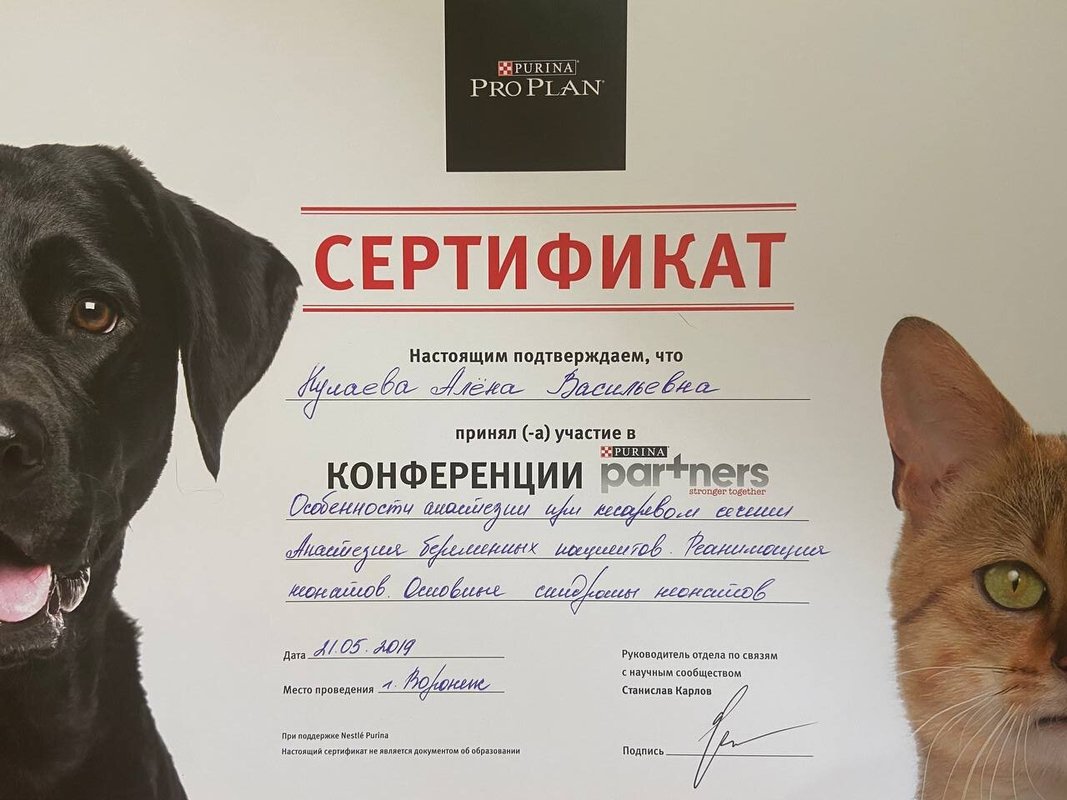 PURINA
PRO PLAN
СЕРТИФИКАТ
Настоящим подтверждаем, что
Кулаева Алёна Васильевна
принял (-а) участие в
КОНФЕРЕНЦИИ PURINA partners
stronger together
Особенности анастезии при кесаревом сечении
Анастезия беременных пациентов. Реанимация
неонатов. Основные синдромы неонатов
Дата 21.05.2019
Место проведения г. Воронеж
Руководитель отдела по связям
с научным сообществом
Станислав Карлов
При поддержке Nestlé Purina
Настоящий сертификат не является документом об образовании
Подпись